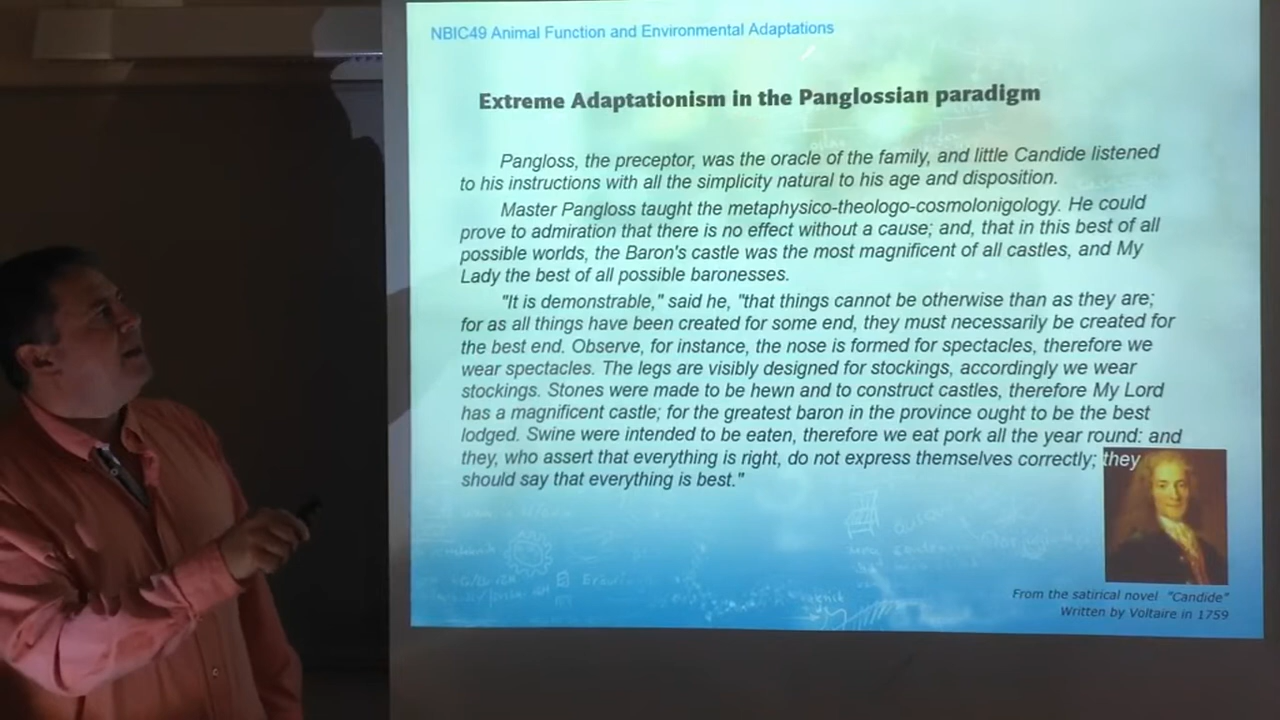 NBIC49 Animal Function and Environmental Adaptations
Extreme Adaptationism in the Panglossian paradigm
Pangloss, the preceptor, was the oracle of the family, and little Candide listened
to his instructions with all the simplicity natural to his age and disposition.
Master Pangloss taught the metaphysico-theologo-cosmolonigology. He could
prove to admiration that there is no effect without a cause; and, that in this best of all
possible worlds, the Baron's castle was the most magnificent of all castles, and My
Lady the best of all possible baronesses.
"It is demonstrable," said he, "that things cannot be otherwise than as they are;
for as all things have been created for some end, they must necessarily be created for
the best end. Observe, for instance, the nose is formed for spectacles, therefore we
wear spectacles. The legs are visibly designed for stockings, accordingly we wear
stockings. Stones were made to be hewn and to construct castles, therefore My Lord
has a magnificent castle; for the greatest baron in the province ought to be the best
lodged. Swine were intended to be eaten, therefore we eat pork all the year round: and
they, who assert that everything is right, do not express themselves correctly; they
should say that everything is best."
From the satirical novel "Candide"
Written by Voltaire in 1759